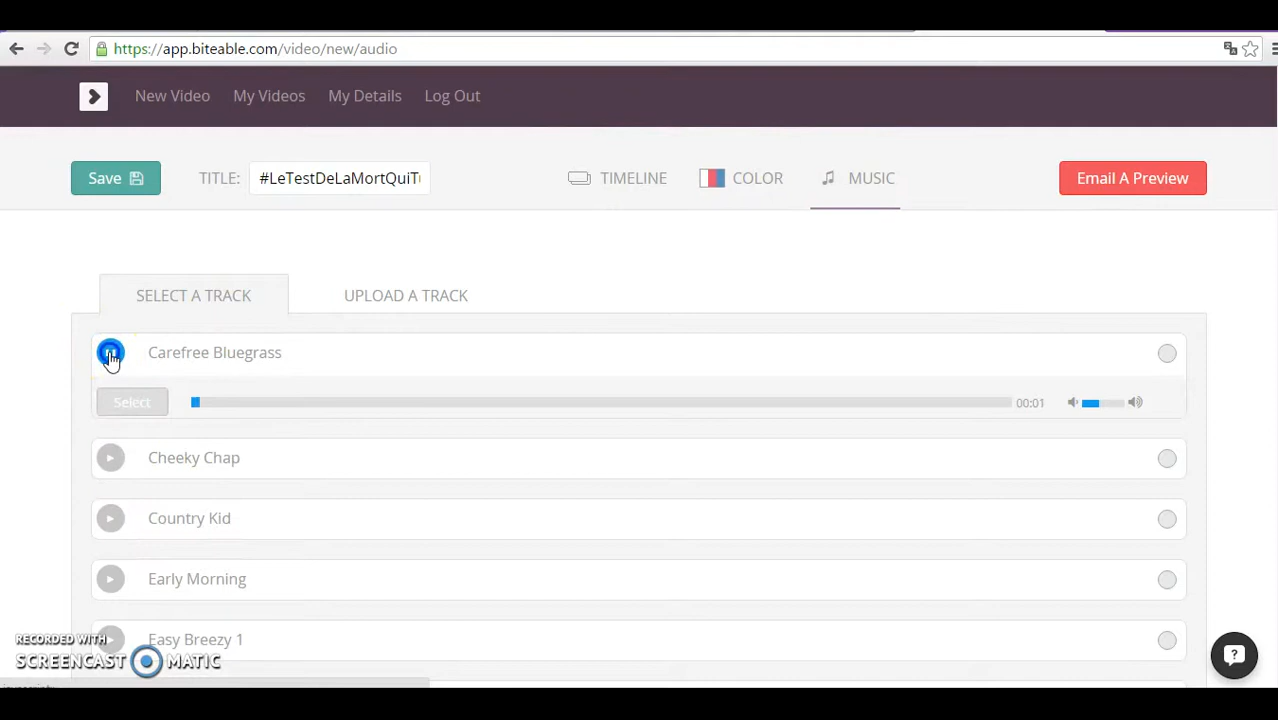 https://app.biteable.com/video/new/audio
New Video My Videos My Details Log Out
Save TITLE: #LeTestDeLaMortQuiT TIMELINE COLOR MUSIC Email A Preview
SELECT A TRACK UPLOAD A TRACK
Carefree Bluegrass
Select 00:01
Cheeky Chap
Country Kid
Early Morning
Easy Breezy 1
RECORDED WITH
SCREENCAST MATIC